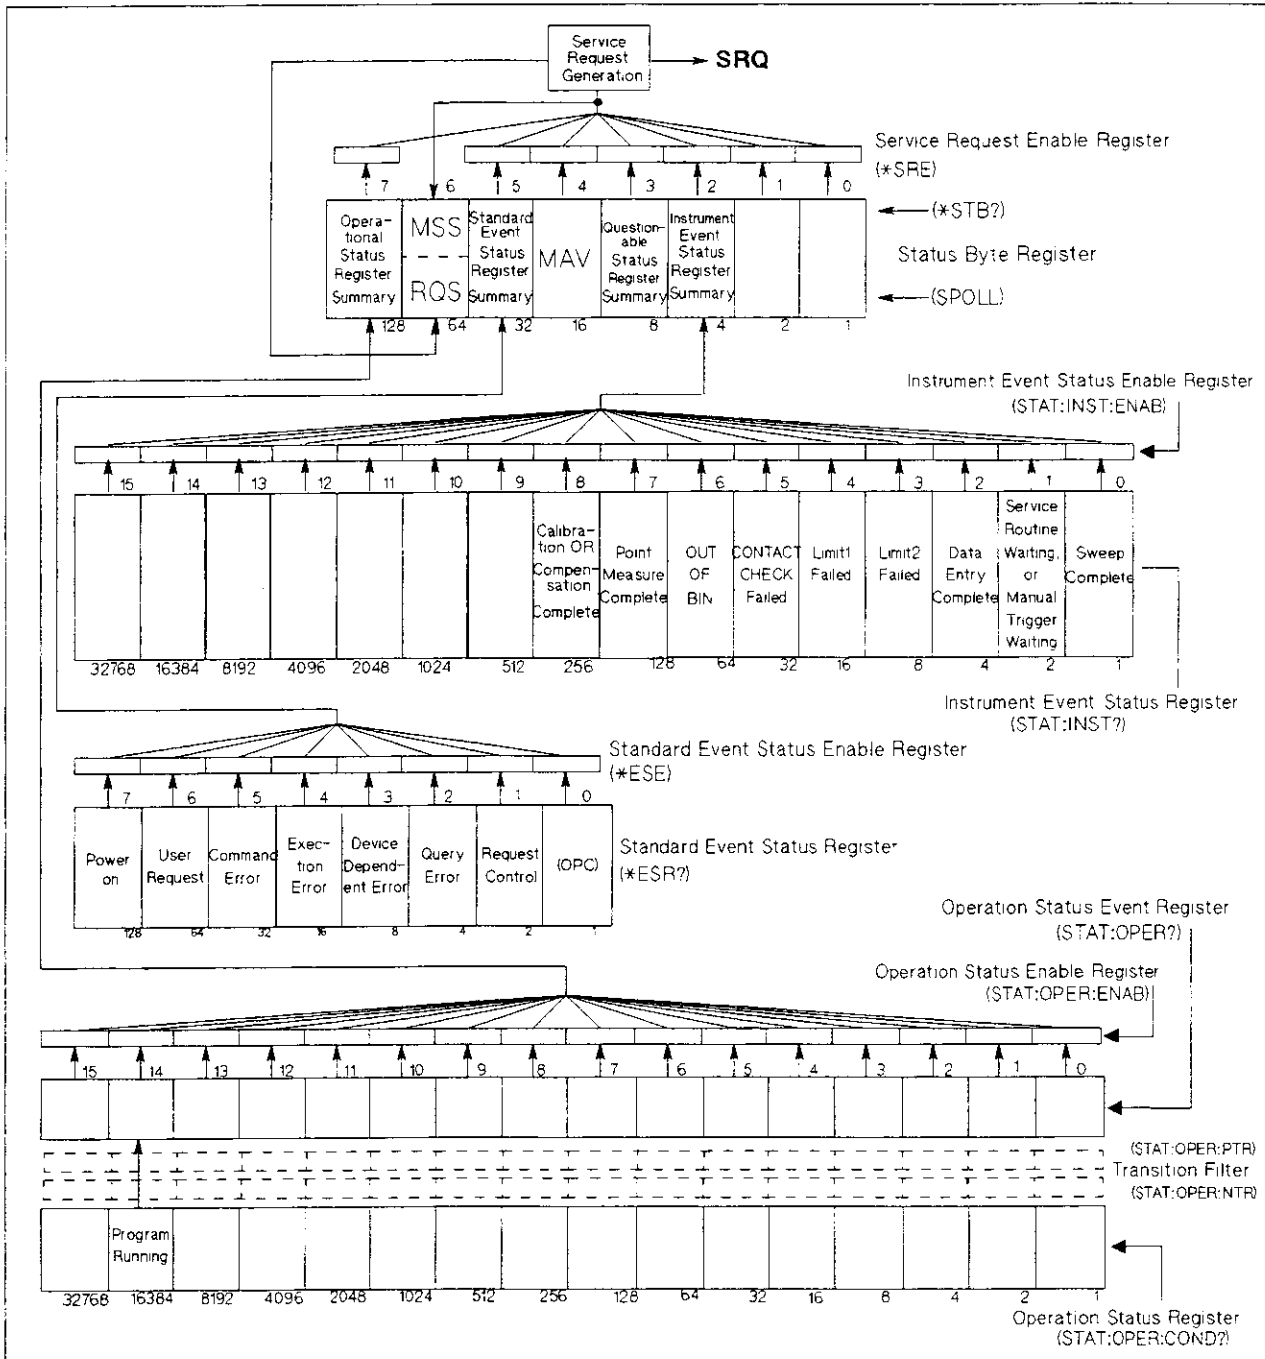 Service
Request
Generation
SRQ
Service Request Enable Register
(*SRE)
7 6 5 4 3 2 1 0
Opera-
tional
Status
Register
Summary
MSS
RQS
Standard
Event
Status
Register
Summary
MAV
Question-
able
Status
Register
Summary
Instrument
Event
Status
Register
Summary
(*STB?)
Status Byte Register
(SPOLL)
128 64 32 16 8 4 2 1
Instrument Event Status Enable Register
(STAT:INST:ENAB)
15 14 13 12 11 10 9 8 7 6 5 4 3 2 1 0
Calibra-
tion OR
Compen-
sation
Complete
Point
Measure
Complete
OUT
OF
BIN
CONTACT
CHECK
Failed
Limit1
Failed
Limit2
Failed
Data
Entry
Complete
Service
Routine
Waiting,
or
Manual
Trigger
Waiting
Sweep
Complete
32768 16384 8192 4096 2048 1024 512 256 128 64 32 16 8 4 2 1
Instrument Event Status Register
(STAT:INST?)
Standard Event Status Enable Register
(*ESE)
7 6 5 4 3 2 1 0
Power
on
User
Request
Command
Error
Exec-
tion
Error
Device
Depend-
ent Error
Query
Error
Request
Control
(OPC)
Standard Event Status Register
(*ESR?)
128 64 32 16 8 4 2 1
Operation Status Event Register
(STAT:OPER?)
Operation Status Enable Register
(STAT:OPER:ENAB)
15 14 13 12 11 10 9 8 7 6 5 4 3 2 1 0
(STAT:OPER:PTR)
Transition Filter
(STAT:OPER:NTR)
Program
Running
32768 16384 8192 4096 2048 1024 512 256 128 64 32 16 8 4 2 1
Operation Status Register
(STAT:OPER:COND?)